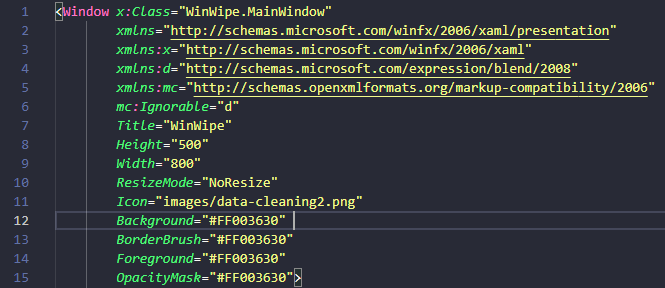 1 <Window x:Class="WinWipe.MainWindow"
2 xmlns="http://schemas.microsoft.com/winfx/2006/xaml/presentation"
3 xmlns:x="http://schemas.microsoft.com/winfx/2006/xaml"
4 xmlns:d="http://schemas.microsoft.com/expression/blend/2008"
5 xmlns:mc="http://schemas.openxmlformats.org/markup-compatibility/2006"
6 mc:Ignorable="d"
7 Title="WinWipe"
8 Height="500"
9 Width="800"
10 ResizeMode="NoResize"
11 Icon="images/data-cleaning2.png"
12 Background="#FF003630"
13 BorderBrush="#FF003630"
14 Foreground="#FF003630"
15 OpacityMask="#FF003630">